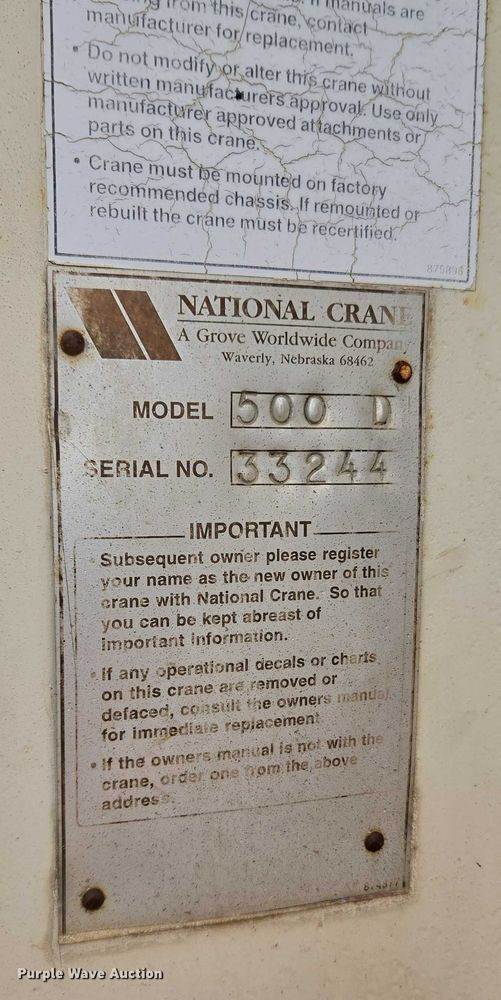 from this crane, contact
manufacturer for replacement.
• Do not modify or alter this crane without
written manufacturers approval. Use only
manufacturer approved attachments or
parts on this crane.
• Crane must be mounted on factory
recommended chassis. If remounted or
rebuilt the crane must be recertified.
NATIONAL CRANE
A Grove Worldwide Company
Waverly, Nebraska 68462
MODEL 500 D
SERIAL NO. 33244
IMPORTANT
• Subsequent owner please register
your name as the new owner of this
crane with National Crane. So that
you can be kept abreast of
important information.
• If any operational decals or charts
on this crane are removed or
defaced, consult the owners manual
for immediate replacement
• If the owners manual is not with the
crane, order one from the above
address.
Purple Wave Auction